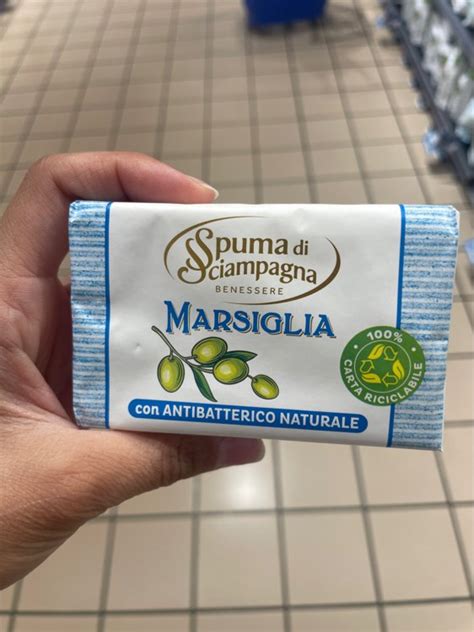 Spuma di
Sciampagna
BENESSERE
MARSIGLIA
100%
CARTA RICICLABILE
con ANTIBATTERICO NATURALE